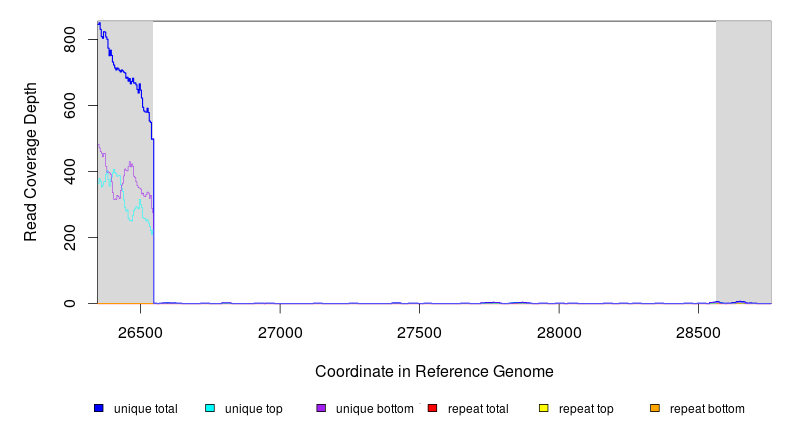 800
600
400
200
0
Read Coverage Depth
26500 27000 27500 28000 28500
Coordinate in Reference Genome
unique total unique top unique bottom repeat total repeat top repeat bottom